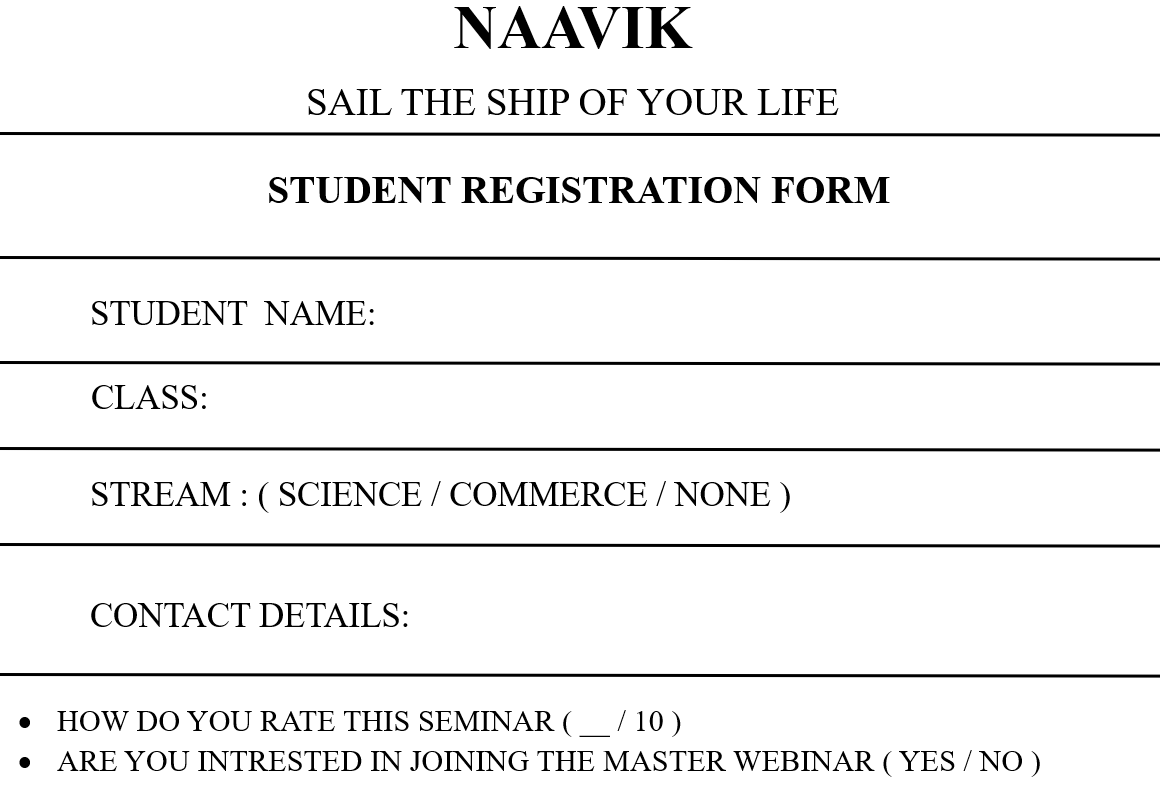 NAAVIK
SAIL THE SHIP OF YOUR LIFE
STUDENT REGISTRATION FORM
STUDENT  NAME:
CLASS:
STREAM : ( SCIENCE / COMMERCE / NONE )
CONTACT DETAILS:
• HOW DO YOU RATE THIS SEMINAR ( __ / 10 )
• ARE YOU INTRESTED IN JOINING THE MASTER WEBINAR ( YES / NO )